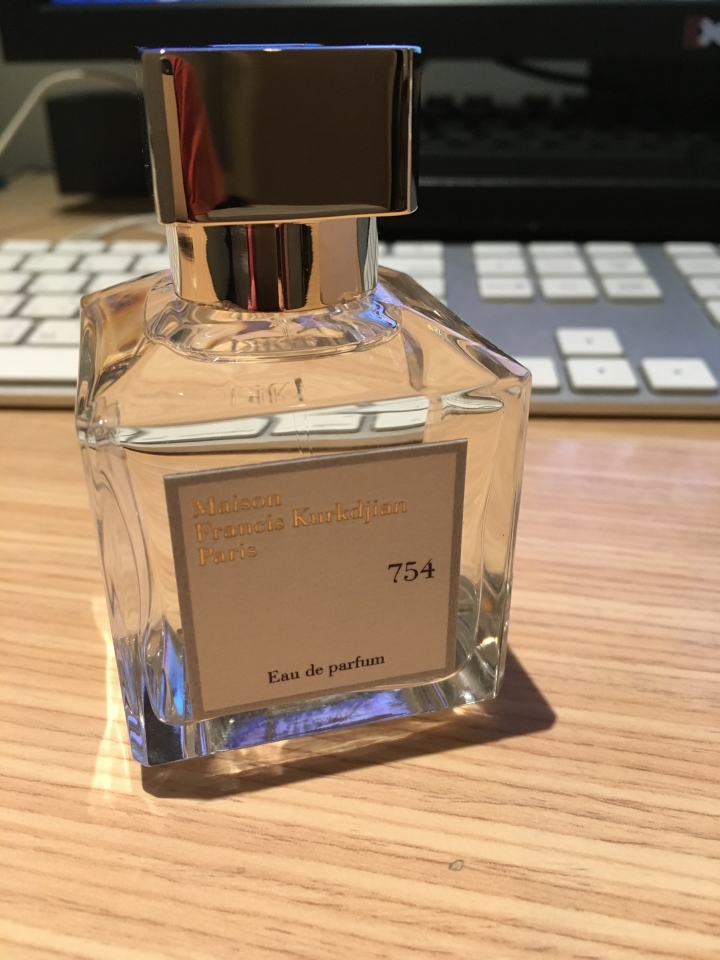 Maison
Francis Kurkdjian
Paris
754
Eau de parfum